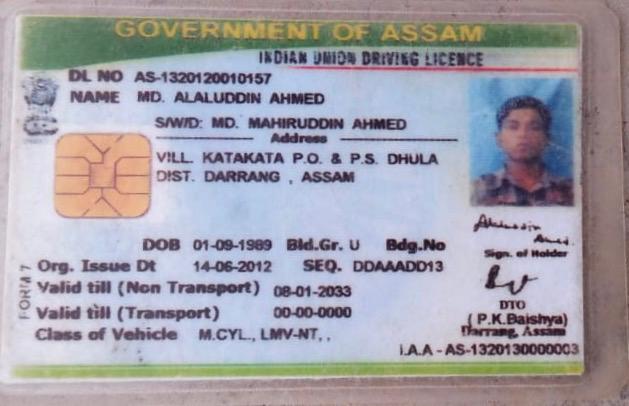 GOVERNMENT OF ASSAM
INDIAN UNION DRIVING LICENCE
DL NO AS-1320120010157
NAME MD. ALALUDDIN AHMED
S/W/D: MD. MAHIRUDDIN AHMED
Address
VILL. KATAKATA P.O. & P.S. DHULA
DIST. DARRANG , ASSAM
DOB 01-09-1989 Bld.Gr. U Bdg.No
Org. Issue Dt 14-06-2012 SEQ. DDAAADD13
Valid till (Non Transport) 08-01-2033
Valid till (Transport) 00-00-0000
Class of Vehicle M.CYL., LMV-NT, ,
FORM 7
Sign. of Holder
DTO
( P.K.Baishya)
Darrang, Assam
I.A.A - AS-1320130000003